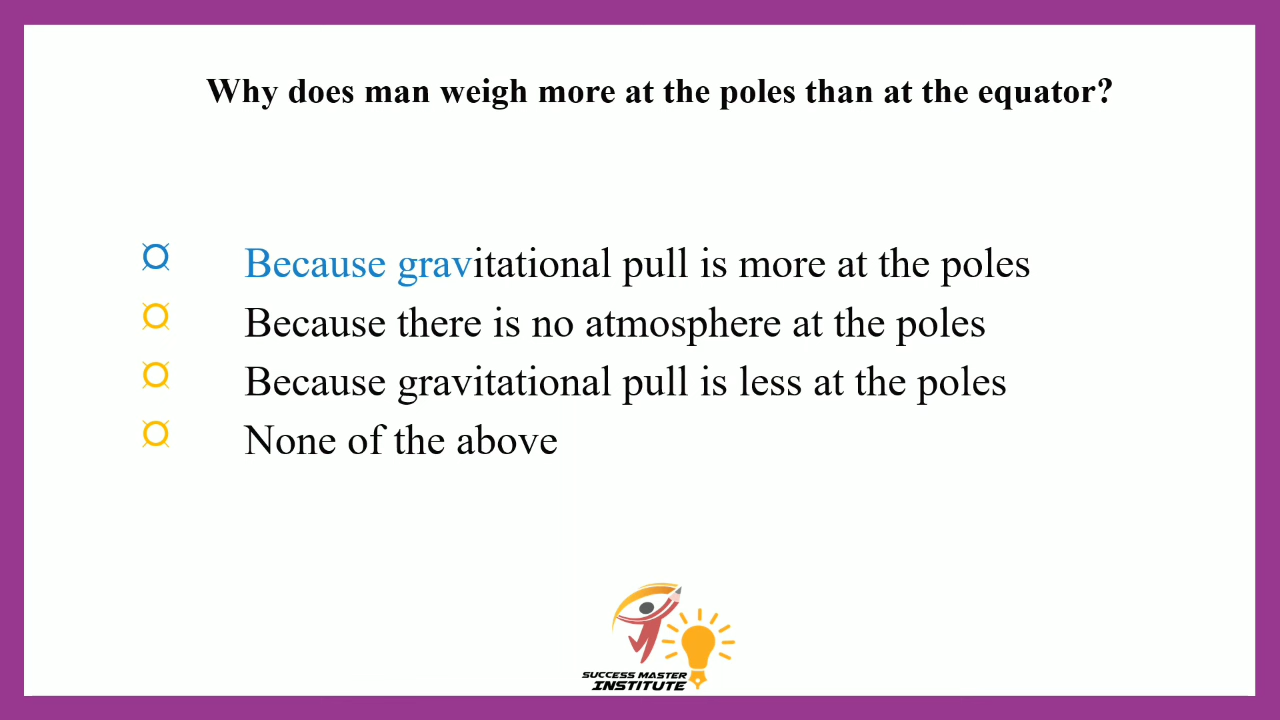 Why does man weigh more at the poles than at the equator?
Because gravitational pull is more at the poles
Because there is no atmosphere at the poles
Because gravitational pull is less at the poles
None of the above
SUCCESS MASTER
INSTITUTE